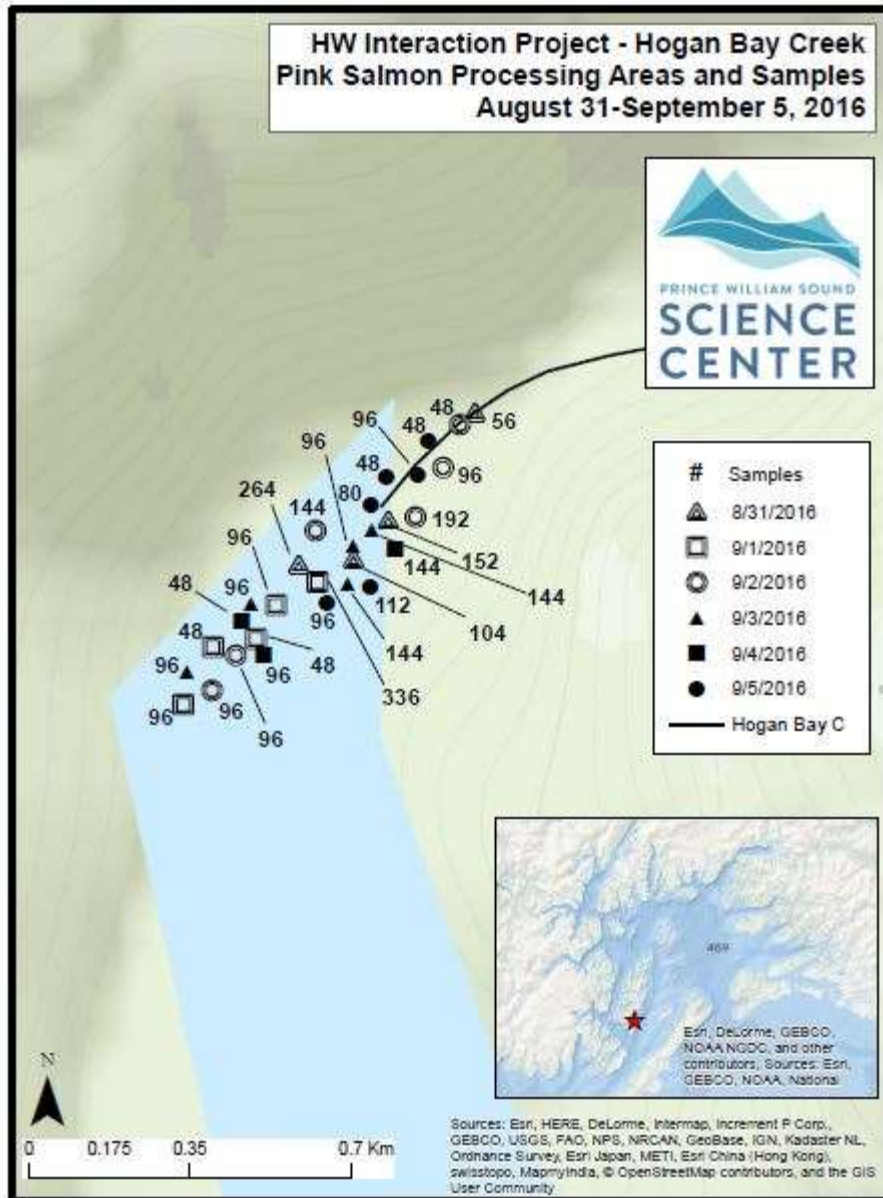 HW Interaction Project - Hogan Bay Creek
Pink Salmon Processing Areas and Samples
August 31-September 5, 2016
PRINCE WILLIAM SOUND
SCIENCE
CENTER
48
56
48
96
96
96
48
264
80
144
192
152
96
144
144
48
96
112
104
96
144
48
48
336
96
96
96
96
96
# Samples
8/31/2016
9/1/2016
9/2/2016
9/3/2016
9/4/2016
9/5/2016
Hogan Bay C
469
Esri, DeLorme, GEBCO,
NOAA NGDC, and other
contributors, Sources: Esri,
GEBCO, NOAA, National
N
0 0.175 0.35 0.7 Km
Sources: Esri, HERE, DeLorme, Intermap, Increment P Corp.,
GEBCO, USGS, FAO, NPS, NRCAN, GeoBase, IGN, Kadaster NL,
Ordnance Survey, Esri Japan, METI, Esri China (Hong Kong),
swisstopo, MapmyIndia, © OpenStreetMap contributors, and the GIS
User Community